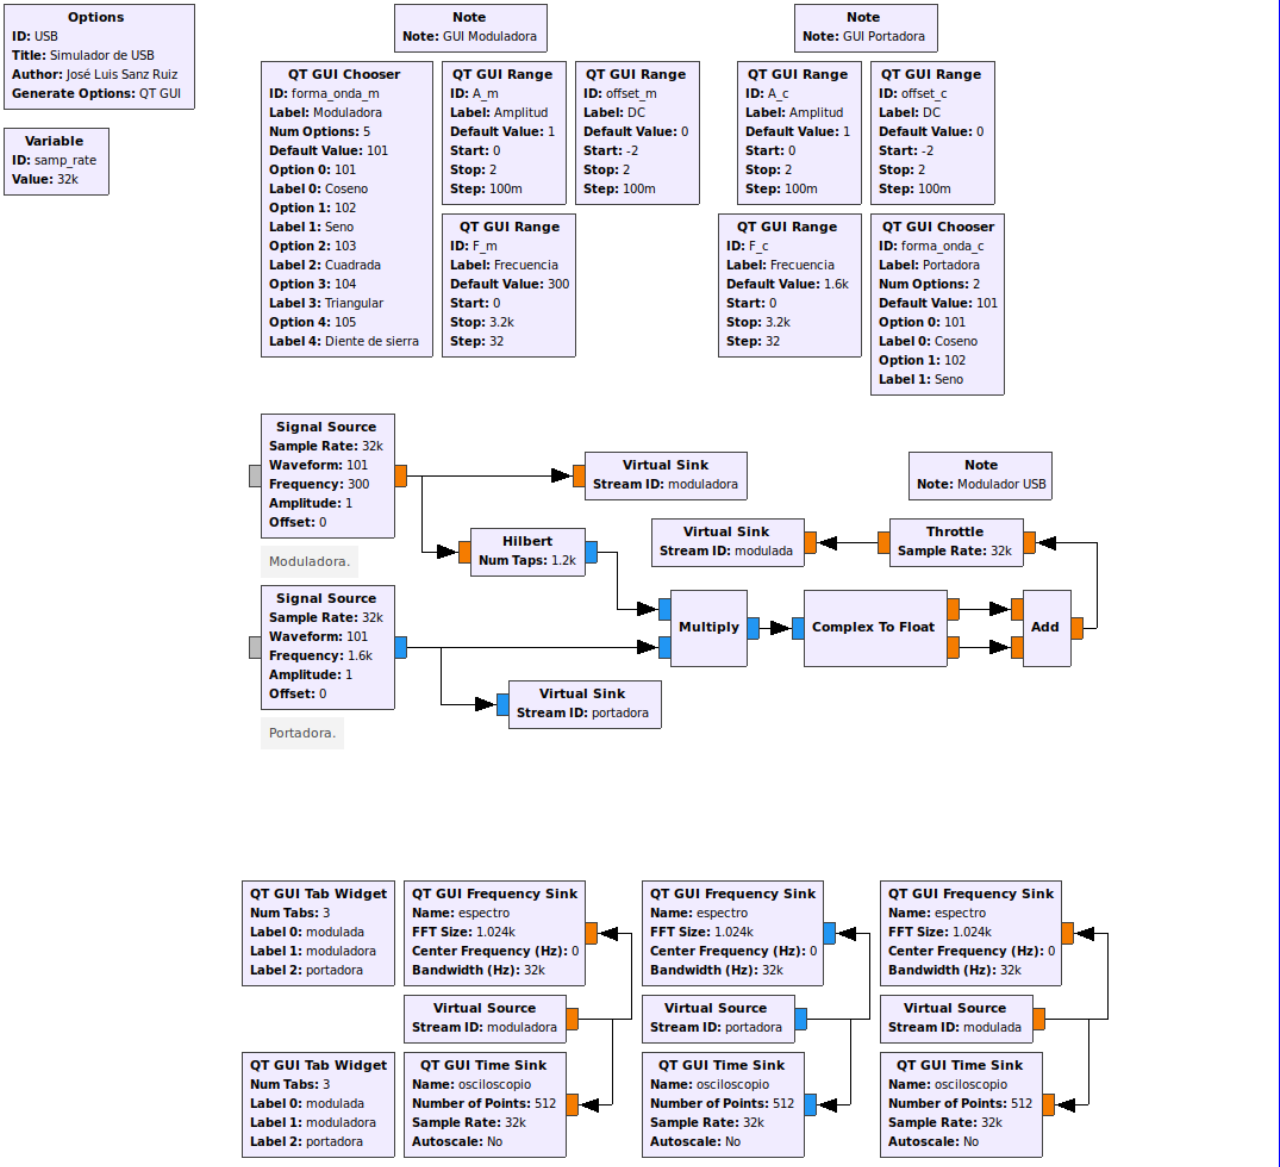 Options
ID: USB
Title: Simulador de USB
Author: José Luis Sanz Ruiz
Generate Options: QT GUI
Variable
ID: samp_rate
Value: 32k
Note
Note: GUI Moduladora
Note
Note: GUI Portadora
QT GUI Chooser
ID: forma_onda_m
Label: Moduladora
Num Options: 5
Default Value: 101
Option 0: 101
Label 0: Coseno
Option 1: 102
Label 1: Seno
Option 2: 103
Label 2: Cuadrada
Option 3: 104
Label 3: Triangular
Option 4: 105
Label 4: Diente de sierra
QT GUI Range
ID: A_m
Label: Amplitud
Default Value: 1
Start: 0
Stop: 2
Step: 100m
QT GUI Range
ID: offset_m
Label: DC
Default Value: 0
Start: -2
Stop: 2
Step: 100m
QT GUI Range
ID: F_m
Label: Frecuencia
Default Value: 300
Start: 0
Stop: 3.2k
Step: 32
QT GUI Range
ID: A_c
Label: Amplitud
Default Value: 1
Start: 0
Stop: 2
Step: 100m
QT GUI Range
ID: offset_c
Label: DC
Default Value: 0
Start: -2
Stop: 2
Step: 100m
QT GUI Range
ID: F_c
Label: Frecuencia
Default Value: 1.6k
Start: 0
Stop: 3.2k
Step: 32
QT GUI Chooser
ID: forma_onda_c
Label: Portadora
Num Options: 2
Default Value: 101
Option 0: 101
Label 0: Coseno
Option 1: 102
Label 1: Seno
Signal Source
Sample Rate: 32k
Waveform: 101
Frequency: 300
Amplitude: 1
Offset: 0
Moduladora.
Virtual Sink
Stream ID: moduladora
Note
Note: Modulador USB
Hilbert
Num Taps: 1.2k
Virtual Sink
Stream ID: modulada
Throttle
Sample Rate: 32k
Signal Source
Sample Rate: 32k
Waveform: 101
Frequency: 1.6k
Amplitude: 1
Offset: 0
Portadora.
Multiply
Complex To Float
Add
Virtual Sink
Stream ID: portadora
QT GUI Tab Widget
Num Tabs: 3
Label 0: modulada
Label 1: moduladora
Label 2: portadora
QT GUI Frequency Sink
Name: espectro
FFT Size: 1.024k
Center Frequency (Hz): 0
Bandwidth (Hz): 32k
QT GUI Frequency Sink
Name: espectro
FFT Size: 1.024k
Center Frequency (Hz): 0
Bandwidth (Hz): 32k
QT GUI Frequency Sink
Name: espectro
FFT Size: 1.024k
Center Frequency (Hz): 0
Bandwidth (Hz): 32k
Virtual Source
Stream ID: moduladora
Virtual Source
Stream ID: portadora
Virtual Source
Stream ID: modulada
QT GUI Tab Widget
Num Tabs: 3
Label 0: modulada
Label 1: moduladora
Label 2: portadora
QT GUI Time Sink
Name: osciloscopio
Number of Points: 512
Sample Rate: 32k
Autoscale: No
QT GUI Time Sink
Name: osciloscopio
Number of Points: 512
Sample Rate: 32k
Autoscale: No
QT GUI Time Sink
Name: osciloscopio
Number of Points: 512
Sample Rate: 32k
Autoscale: No